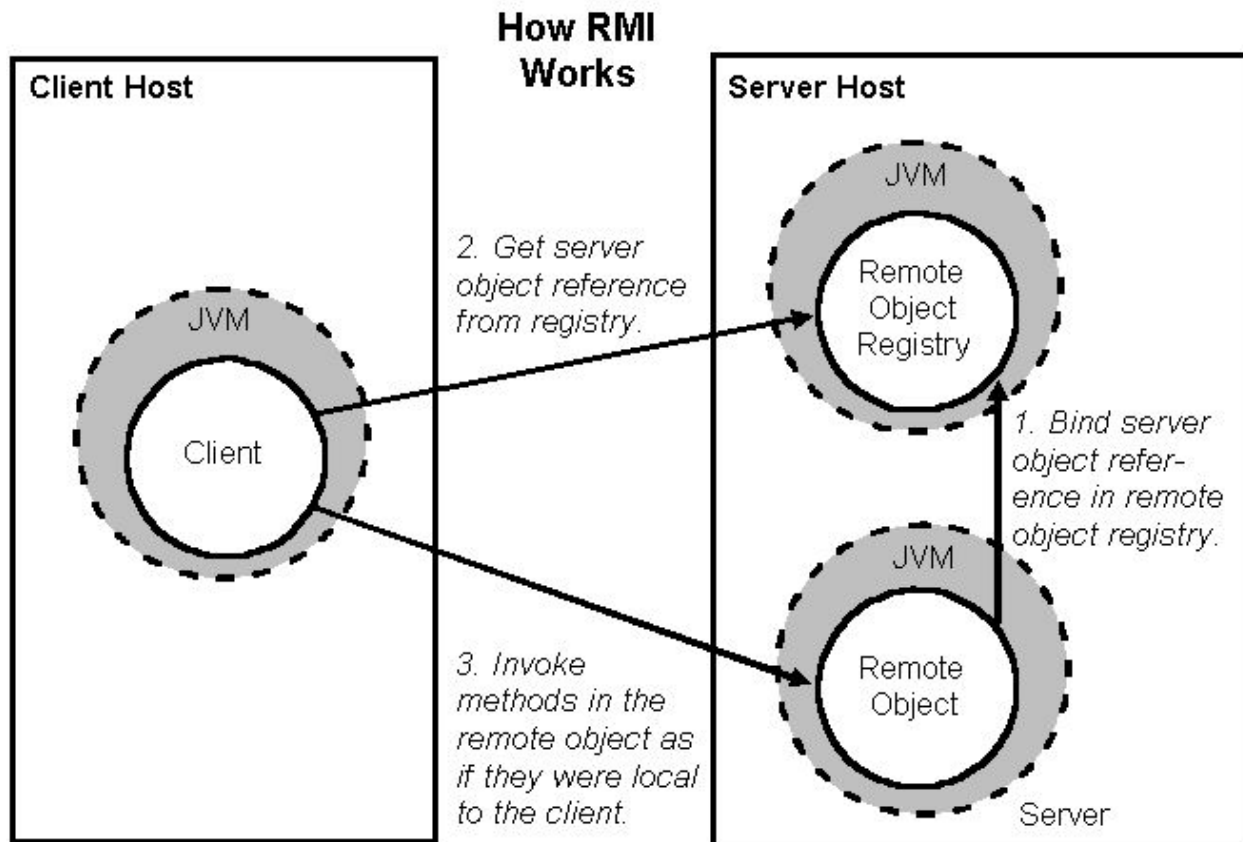 How RMI
Works
Client Host
JVM
Client
2. Get server
object reference
from registry.
3. Invoke
methods in the
remote object as
if they were local
to the client.
Server Host
JVM
Remote
Object
Registry
1. Bind server
object refer-
ence in remote
object registry.
JVM
Remote
Object
Server